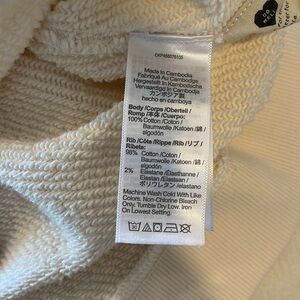 Made in Cambodia
Fabriqué Au Cambodge
Hergestellt in Kambodscha
Vervaardigd in Cambodja
カンボジア製
hecho en camboya
Body/Corps/Oberteil/
Romp/本体/Cuerpo:
100% Cotton/Coton/
Baumwolle/Katoen/綿/
algodón
Rib/Côte/Rippe/Rib/リブ/
Ribete:
98% Cotton/Coton/
Baumwolle/Katoen/綿/
algodón
2% Elastane/Élasthanne/
Elastan/Elastaan/
ポリウレタン/elastano
Machine Wash Cold With Like
Colors. Non-Chlorine Bleach
Only. Tumble Dry Low. Iron
On Lowest Setting.